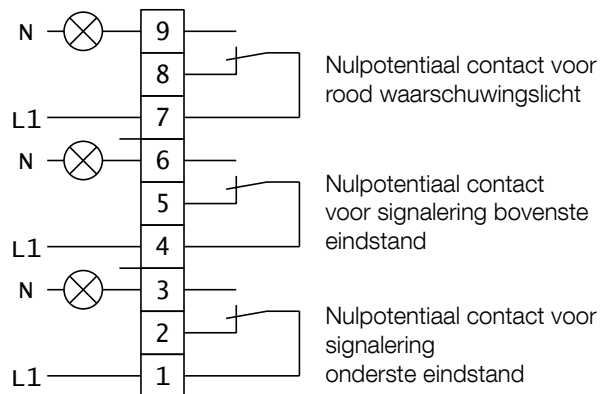 N 9
8
L1 7
Nulpotentiaal contact voor
rood waarschuwingslicht
N 6
5
L1 4
Nulpotentiaal contact
voor signalering bovenste
eindstand
N 3
2
L1 1
Nulpotentiaal contact voor
signalering
onderste eindstand